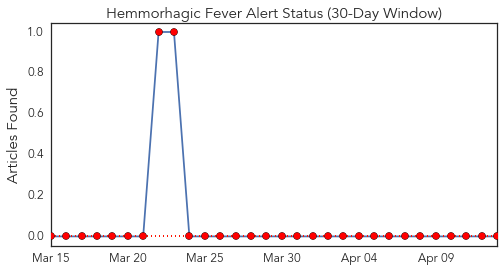 Hemmorhagic Fever Alert Status (30-Day Window)
Articles Found
1.0
0.8
0.6
0.4
0.2
0.0
Mar 15 Mar 20 Mar 25 Mar 30 Apr 04 Apr 09